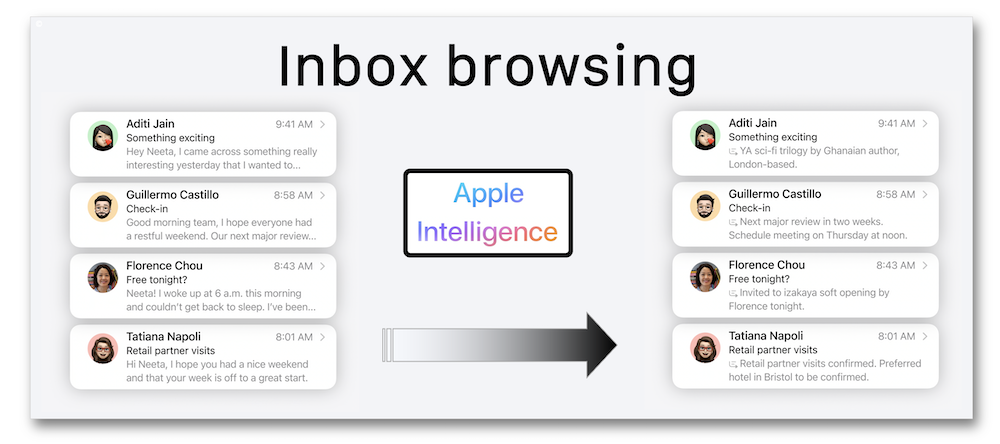 Inbox browsing
Aditi Jain 9:41 AM
Something exciting
Hey Neeta, I came across something really
interesting yesterday that I wanted to...
Guillermo Castillo 8:58 AM
Check-in
Good morning team, I hope everyone had
a restful weekend. Our next major review...
Florence Chou 8:43 AM
Free tonight?
Neeta! I woke up at 6 a.m. this morning
and couldn't get back to sleep. I've been...
Tatiana Napoli 8:01 AM
Retail partner visits
Hi Neeta, I hope you had a nice weekend
and that your week is off to a great start.
Apple
Intelligence
Aditi Jain 9:41 AM
Something exciting
YA sci-fi trilogy by Ghanaian author,
London-based.
Guillermo Castillo 8:58 AM
Check-in
Next major review in two weeks.
Schedule meeting on Thursday at noon.
Florence Chou 8:43 AM
Free tonight?
Invited to izakaya soft opening by
Florence tonight.
Tatiana Napoli 8:01 AM
Retail partner visits
Retail partner visits confirmed. Preferred
hotel in Bristol to be confirmed.